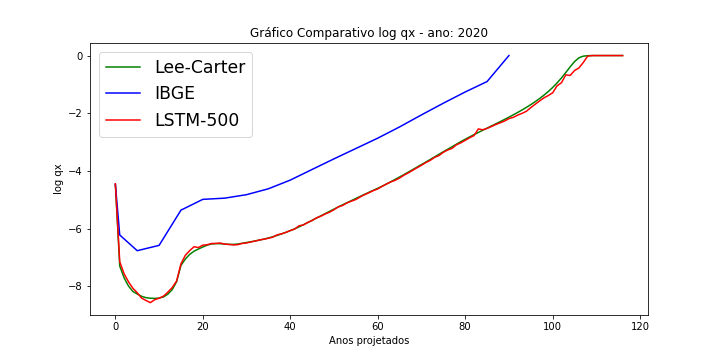 Gráfico Comparativo log qx - ano: 2020
Lee-Carter
IBGE
LSTM-500
log qx
0
−2
−4
−6
−8
0 20 40 60 80 100 120
Anos projetados